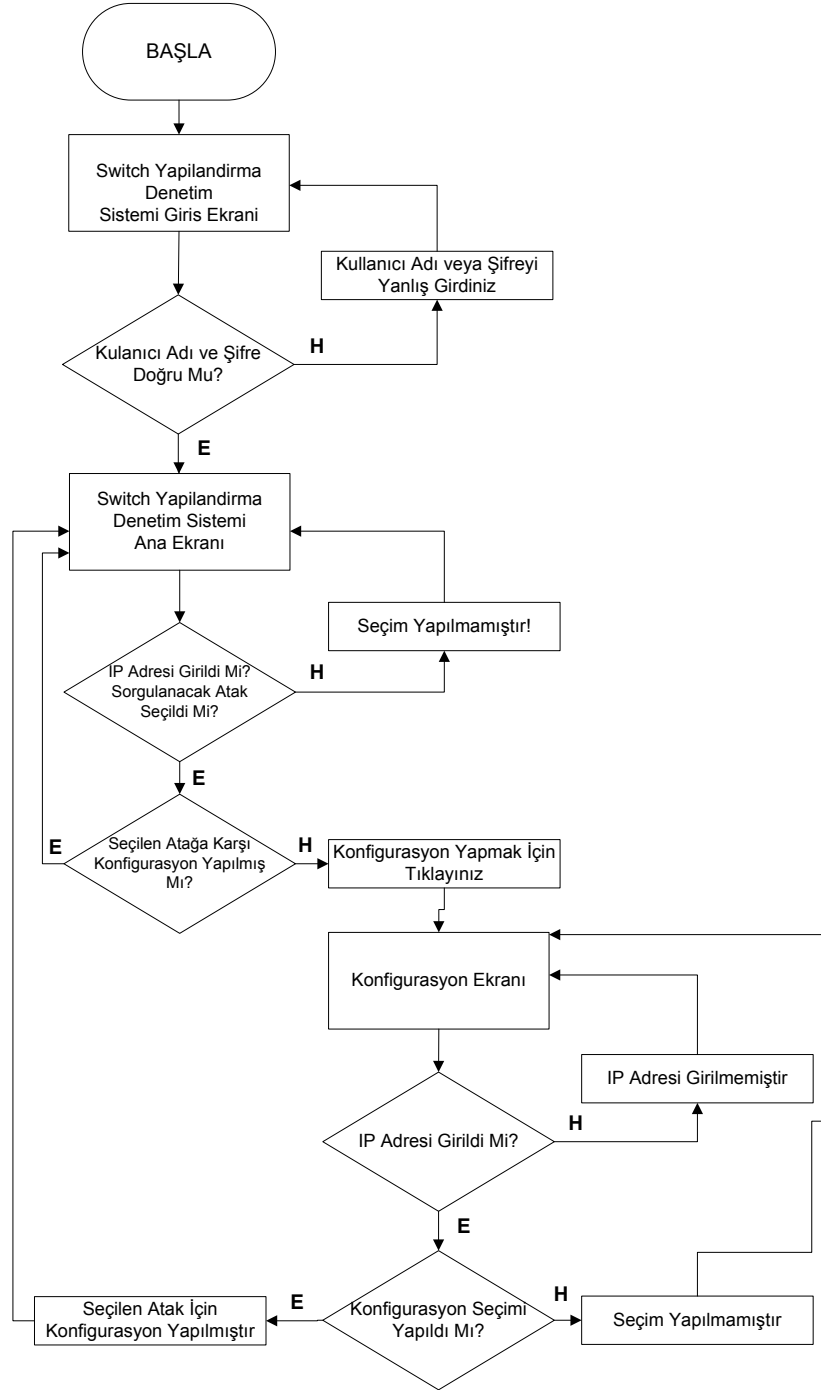 BAŞLA
Switch Yapilandirma
Denetim
Sistemi Giris Ekrani
Kullanıcı Adı veya Şifreyi
Yanlış Girdiniz
Kulanıcı Adı ve Şifre
Doğru Mu?
H
E
Switch Yapilandirma
Denetim Sistemi
Ana Ekranı
Seçim Yapılmamıştır!
IP Adresi Girildi Mi?
Sorgulanacak Atak
Seçildi Mi?
H
E
Seçilen Atağa Karşı
Konfigurasyon Yapılmış
Mı?
E
H
Konfigurasyon Yapmak İçin
Tıklayınız
Konfigurasyon Ekranı
IP Adresi Girilmemiştir
IP Adresi Girildi Mi?
H
E
Konfigurasyon Seçimi
Yapıldı Mı?
E
H
Seçilen Atak İçin
Konfigurasyon Yapılmıştır
Seçim Yapılmamıştır